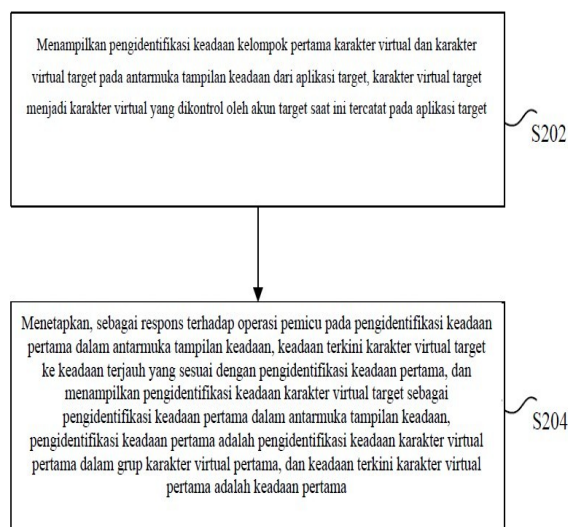 Menampilkan pengidentifikasi keadaan kelompok pertama karakter virtual dan karakter
virtual target pada antarmuka tampilan keadaan dari aplikasi target, karakter virtual target
menjadi karakter virtual yang dikontrol oleh akun target saat ini tercatat pada aplikasi target
S202
Menetapkan, sebagai respons terhadap operasi pemicu pada pengidentifikasi keadaan
pertama dalam antarmuka tampilan keadaan, keadaan terkini karakter virtual target
ke keadaan terjauh yang sesuai dengan pengidentifikasi keadaan pertama, dan
menampilkan pengidentifikasi keadaan karakter virtual target sebagai
pengidentifikasi keadaan pertama dalam antarmuka tampilan keadaan,
pengidentifikasi keadaan pertama adalah pengidentifikasi keadaan karakter virtual
pertama dalam grup karakter virtual pertama, dan keadaan terkini karakter virtual
pertama adalah keadaan pertama
S204